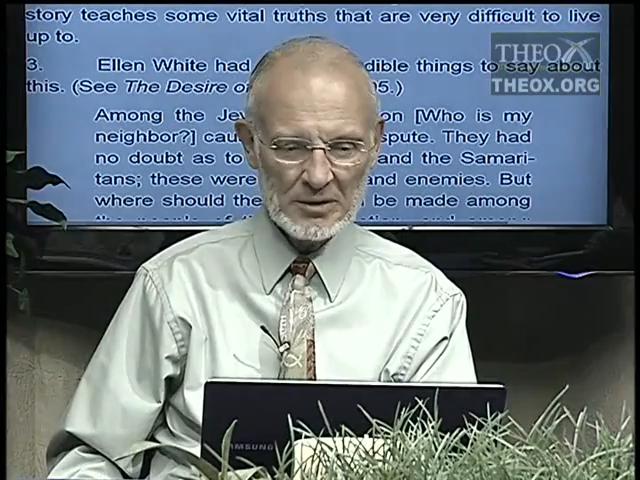 story teaches some vital truths that are very difficult to live
up to.
3. Ellen White had dible things to say about
this. (See The Desire of 05.)
Among the Jew on [Who is my
neighbor?] cau spute. They had
no doubt as to and the Samari-
tans; these were and enemies. But
where should the be made among
THEOX
THEOX.ORG
SAMSUNG